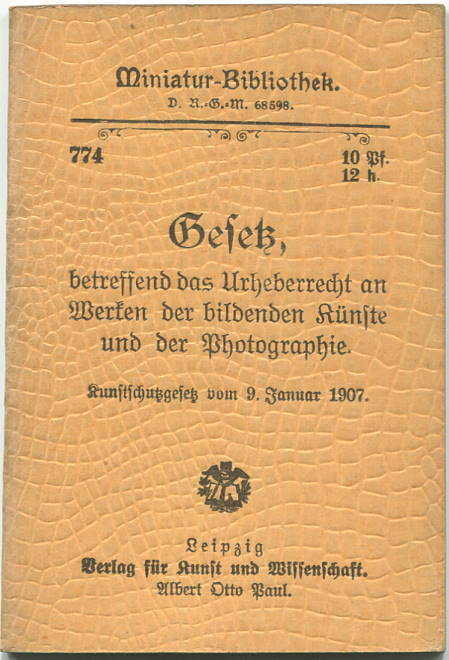 Miniatur-Bibliothek.
D. R.-G.-M. 68598.
774
10 Pf.
12 h.
Gesetz,
betreffend das Urheberrecht an
Werken der bildenden Künste
und der Photographie.
Kunstschutzgesetz vom 9. Januar 1907.
Leipzig
Verlag für Kunst und Wissenschaft.
Albert Otto Paul.